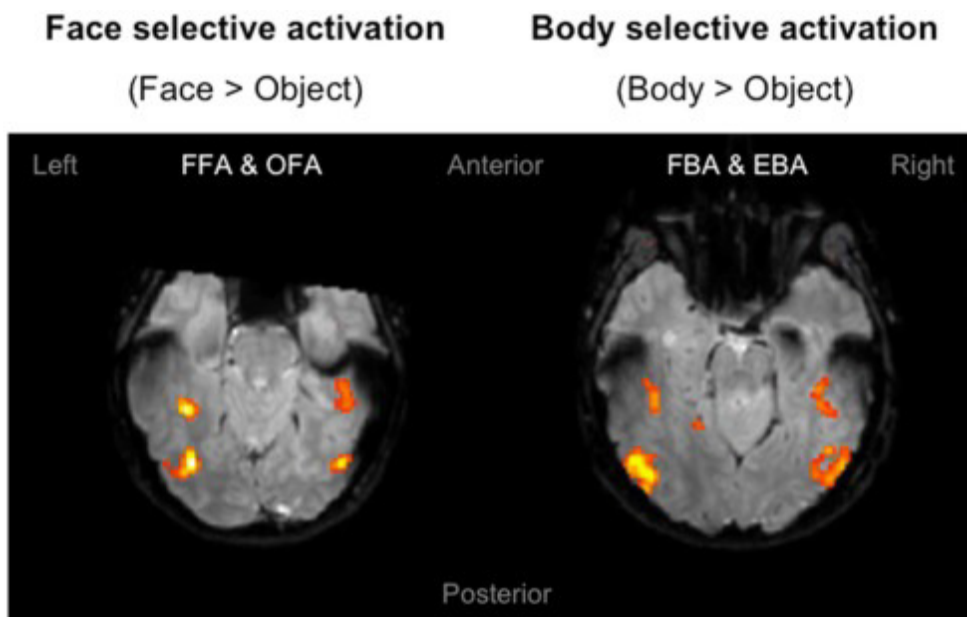 Face selective activation
Body selective activation
(Face > Object)
(Body > Object)
Left
FFA & OFA
Anterior
FBA & EBA
Right
Posterior